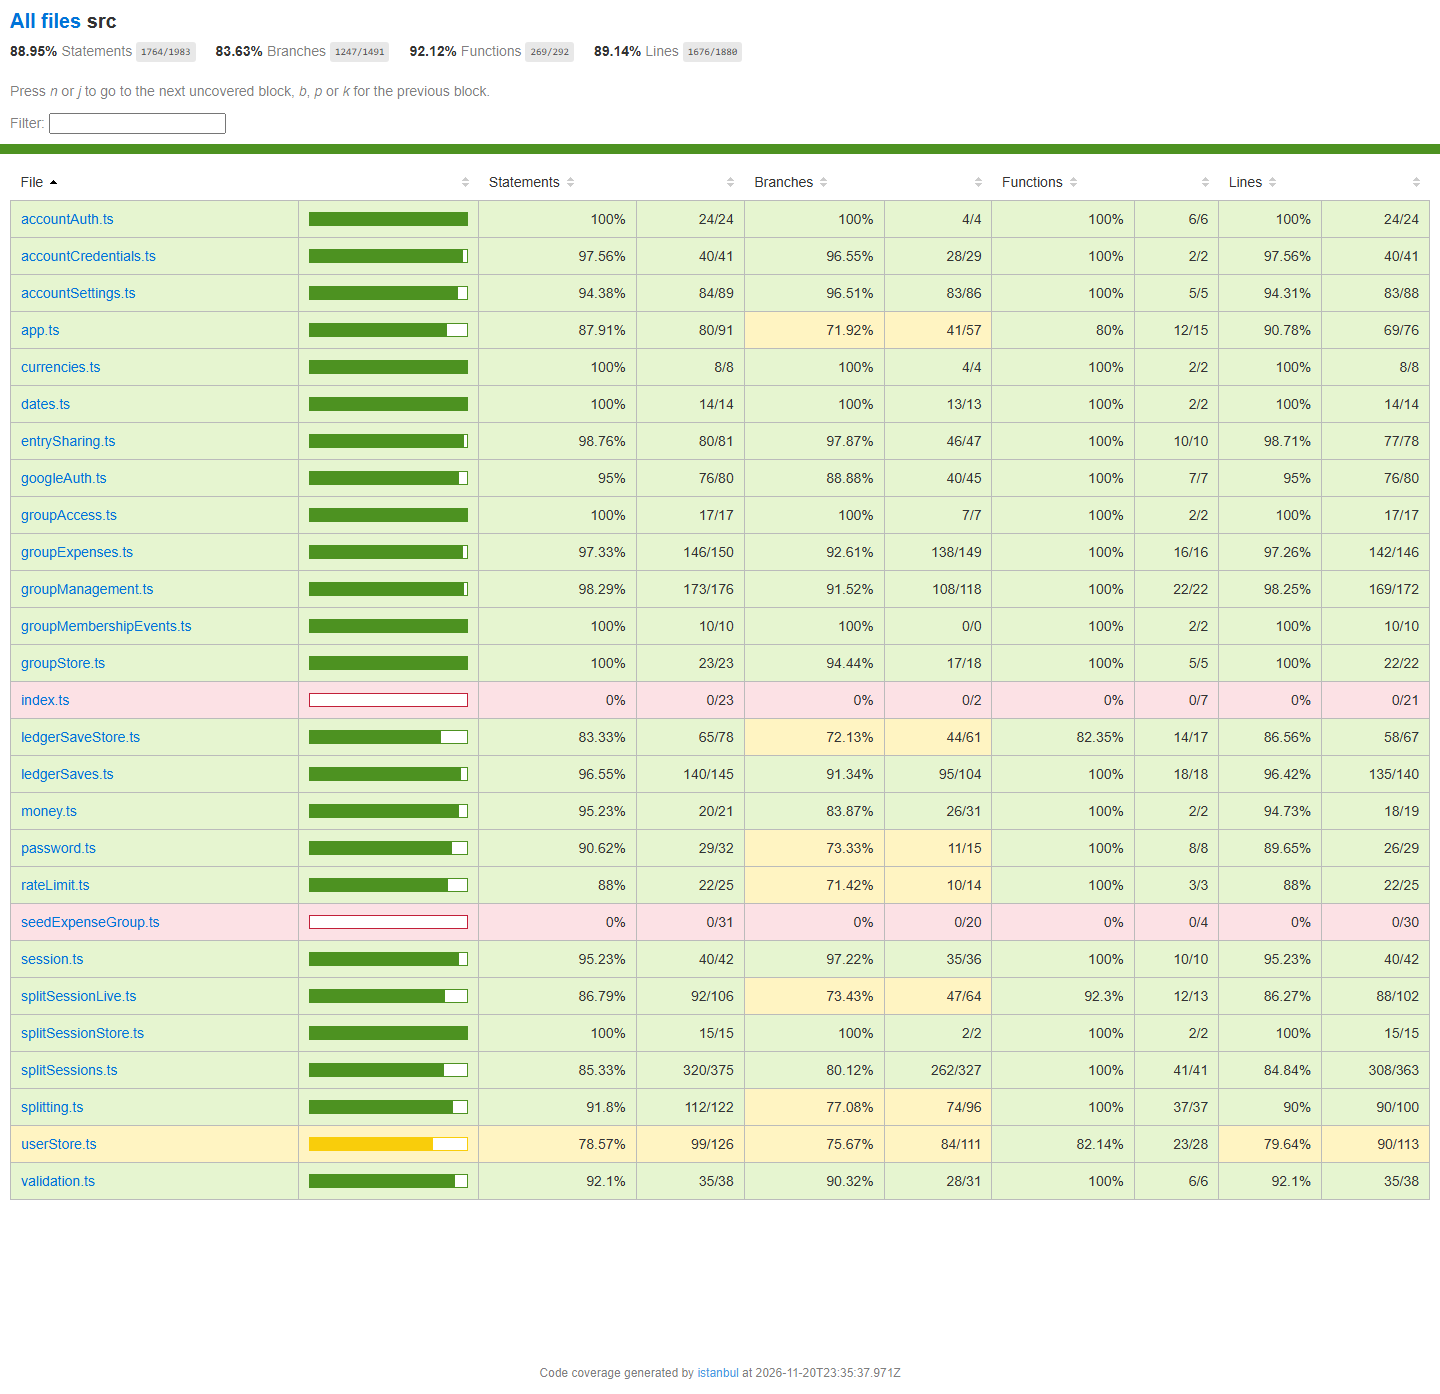 All files src
88.95% Statements 1764/1983 83.63% Branches 1247/1491 92.12% Functions 269/292 89.14% Lines 1676/1880
Press n or j to go to the next uncovered block, b, p or k for the previous block.
Filter:
File Statements Branches Functions Lines
accountAuth.ts 100% 24/24 100% 4/4 100% 6/6 100% 24/24
accountCredentials.ts 97.56% 40/41 96.55% 28/29 100% 2/2 97.56% 40/41
accountSettings.ts 94.38% 84/89 96.51% 83/86 100% 5/5 94.31% 83/88
app.ts 87.91% 80/91 71.92% 41/57 80% 12/15 90.78% 69/76
currencies.ts 100% 8/8 100% 4/4 100% 2/2 100% 8/8
dates.ts 100% 14/14 100% 13/13 100% 2/2 100% 14/14
entrySharing.ts 98.76% 80/81 97.87% 46/47 100% 10/10 98.71% 77/78
googleAuth.ts 95% 76/80 88.88% 40/45 100% 7/7 95% 76/80
groupAccess.ts 100% 17/17 100% 7/7 100% 2/2 100% 17/17
groupExpenses.ts 97.33% 146/150 92.61% 138/149 100% 16/16 97.26% 142/146
groupManagement.ts 98.29% 173/176 91.52% 108/118 100% 22/22 98.25% 169/172
groupMembershipEvents.ts 100% 10/10 100% 0/0 100% 2/2 100% 10/10
groupStore.ts 100% 23/23 94.44% 17/18 100% 5/5 100% 22/22
index.ts 0% 0/23 0% 0/2 0% 0/7 0% 0/21
ledgerSaveStore.ts 83.33% 65/78 72.13% 44/61 82.35% 14/17 86.56% 58/67
ledgerSaves.ts 96.55% 140/145 91.34% 95/104 100% 18/18 96.42% 135/140
money.ts 95.23% 20/21 83.87% 26/31 100% 2/2 94.73% 18/19
password.ts 90.62% 29/32 73.33% 11/15 100% 8/8 89.65% 26/29
rateLimit.ts 88% 22/25 71.42% 10/14 100% 3/3 88% 22/25
seedExpenseGroup.ts 0% 0/31 0% 0/20 0% 0/4 0% 0/30
session.ts 95.23% 40/42 97.22% 35/36 100% 10/10 95.23% 40/42
splitSessionLive.ts 86.79% 92/106 73.43% 47/64 92.3% 12/13 86.27% 88/102
splitSessionStore.ts 100% 15/15 100% 2/2 100% 2/2 100% 15/15
splitSessions.ts 85.33% 320/375 80.12% 262/327 100% 41/41 84.84% 308/363
splitting.ts 91.8% 112/122 77.08% 74/96 100% 37/37 90% 90/100
userStore.ts 78.57% 99/126 75.67% 84/111 82.14% 23/28 79.64% 90/113
validation.ts 92.1% 35/38 90.32% 28/31 100% 6/6 92.1% 35/38
Code coverage generated by istanbul at 2026-11-20T23:35:37.971Z